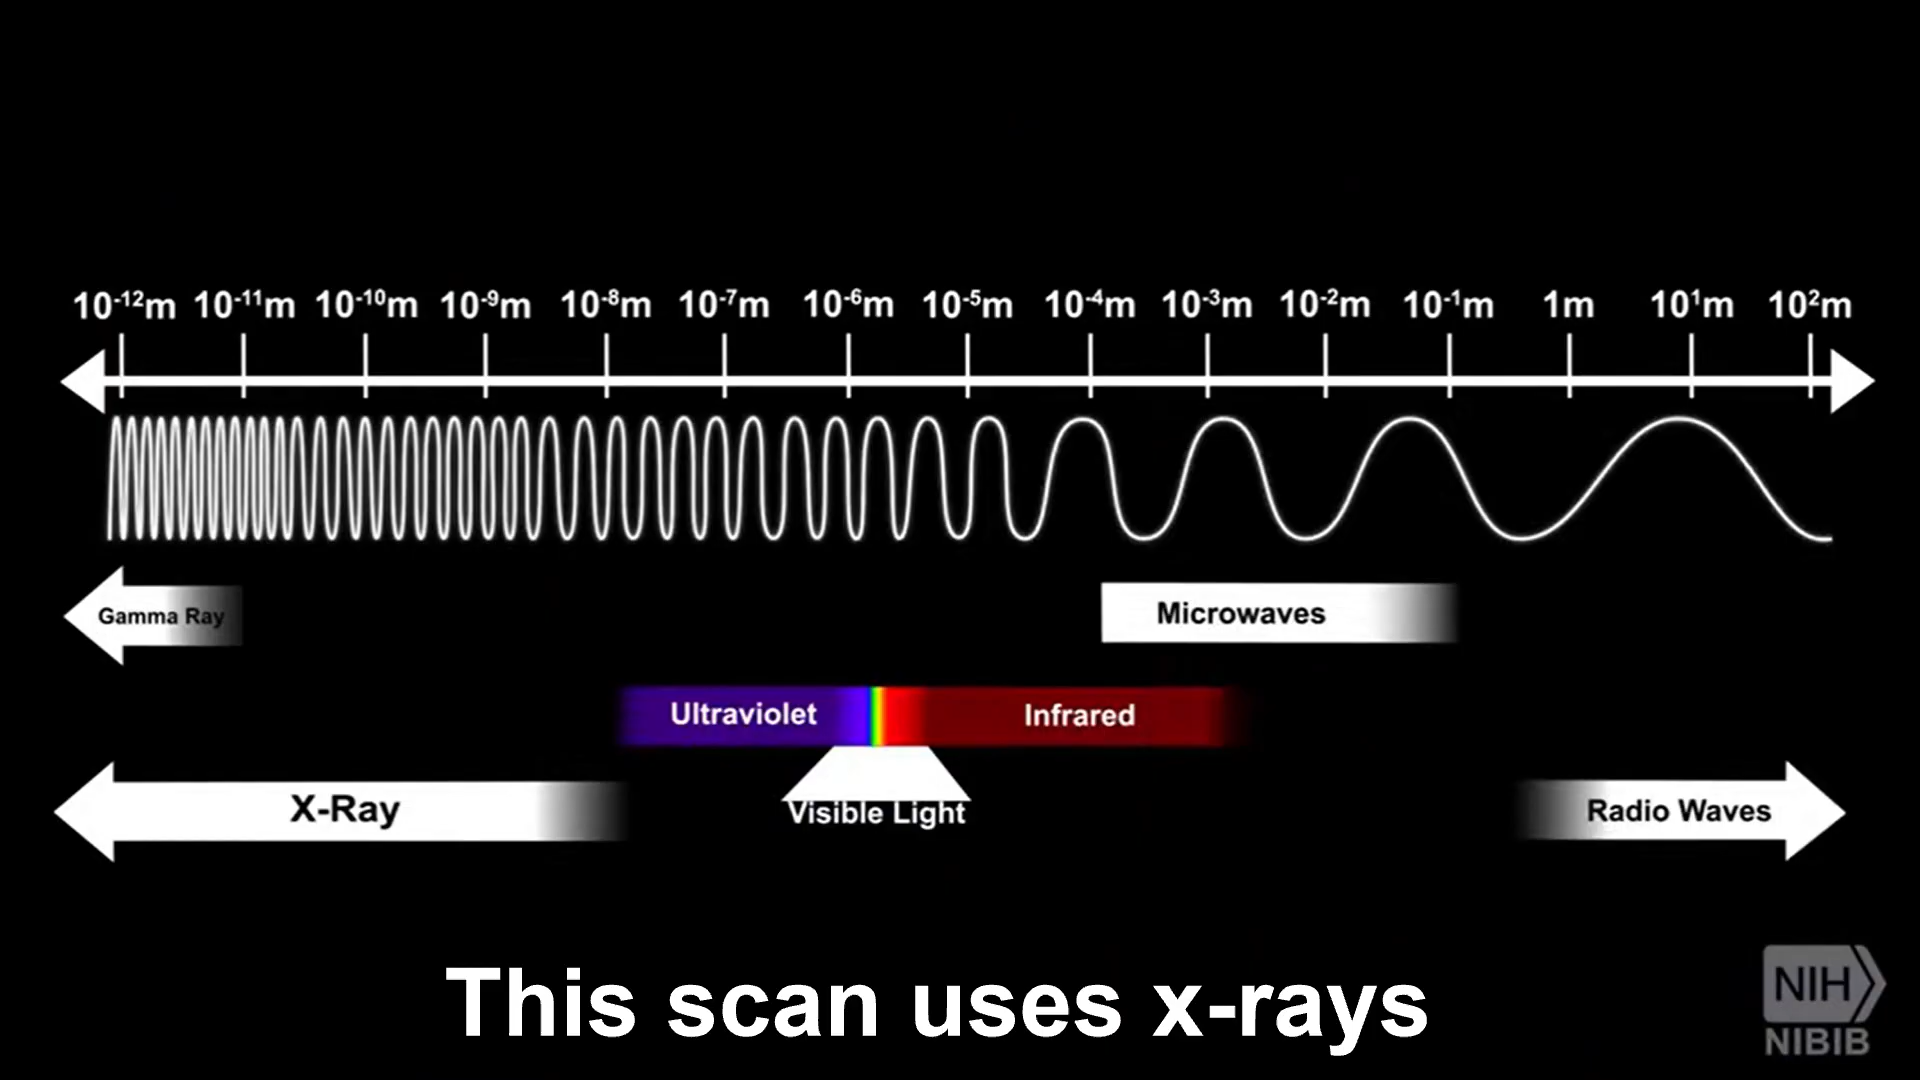 10⁻¹²m 10⁻¹¹m 10⁻¹⁰m 10⁻⁹m 10⁻⁸m 10⁻⁷m 10⁻⁶m 10⁻⁵m 10⁻⁴m 10⁻³m 10⁻²m 10⁻¹m 1m 10¹m 10²m
Gamma Ray Microwaves
Ultraviolet Infrared
X-Ray Visible Light Radio Waves
This scan uses x-rays
NIH
NIBIB